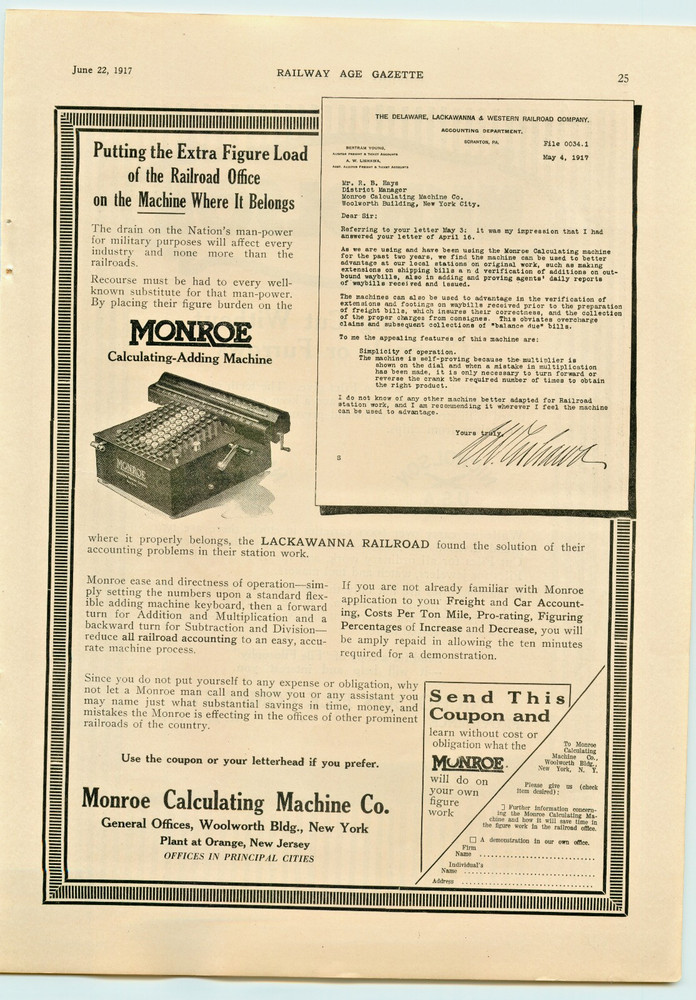 June 22, 1917
RAILWAY AGE GAZETTE
25
Putting the Extra Figure Load
of the Railroad Office
on the Machine Where It Belongs
The drain on the Nation's man-power
for military purposes will affect every
industry and none more than the
railroads.
Recourse must be had to every well-
known substitute for that man-power.
By placing their figure burden on the
MONROE
Calculating-Adding Machine
MONROE
THE DELAWARE, LACKAWANNA & WESTERN RAILROAD COMPANY.
ACCOUNTING DEPARTMENT.
SCRANTON, PA.
BERTRAM YOUNG,
AUDITOR FREIGHT & TICKET ACCOUNTS
A. W. LISHAWA,
ASST. AUDITOR FREIGHT & TICKET ACCOUNTS
File 0034.1
May 4, 1917
Mr. R. B. Hays
District Manager
Monroe Calculating Machine Co.
Woolworth Building, New York City.
Dear Sir:
Referring to your letter May 3: it was my impression that I had
answered your letter of April 16.
As we are using and have been using the Monroe Calculating machine
for the past two years, we find the machine can be used to better
advantage at our local stations on original work, such as making
extensions on shipping bills a n d verification of additions on out-
bound waybills, also in adding and proving agents' daily reports
of waybills received and issued.
The machines can also be used to advantage in the verification of
extensions and footings on waybills received prior to the preparation
of freight bills, which insures their correctness, and the collection
of the proper charges from consignes. This obviates overcharge
claims and subsequent collections of "balance due" bills.
To me the appealing features of this machine are:
Simplicity of operation.
The machine is self-proving because the multiplier is
shown on the dial and when a mistake in multiplication
has been made, it is only necessary to turn forward or
reverse the crank the required number of times to obtain
the right product.
I do not know of any other machine better adapted for Railroad
station work, and I am recommending it wherever I feel the machine
can be used to advantage.
Yours truly,
S
where it properly belongs, the LACKAWANNA RAILROAD found the solution of their
accounting problems in their station work.
Monroe ease and directness of operation—sim-
ply setting the numbers upon a standard flex-
ible adding machine keyboard, then a forward
turn for Addition and Multiplication and a
backward turn for Subtraction and Division—
reduce all railroad accounting to an easy, accu-
rate machine process.
If you are not already familiar with Monroe
application to your Freight and Car Account-
ing, Costs Per Ton Mile, Pro-rating, Figuring
Percentages of Increase and Decrease, you will
be amply repaid in allowing the ten minutes
required for a demonstration.
Since you do not put yourself to any expense or obligation, why
not let a Monroe man call and show you or any assistant you
may name just what substantial savings in time, money, and
mistakes the Monroe is effecting in the offices of other prominent
railroads of the country.
Use the coupon or your letterhead if you prefer.
Monroe Calculating Machine Co.
General Offices, Woolworth Bldg., New York
Plant at Orange, New Jersey
OFFICES IN PRINCIPAL CITIES
Send This
Coupon and
learn without cost or
obligation what the
MONROE
will do on
your own
figure
work
To Monroe
Calculating
Machine Co.,
Woolworth Bldg.,
New York, N. Y.
Please give us (check
item desired):
Further information concern-
ing the Monroe Calculating Ma-
chine and how it will save time in
the figure work in the railroad office.
A demonstration in our own office.
Firm
Name
Individual's
Name
Address